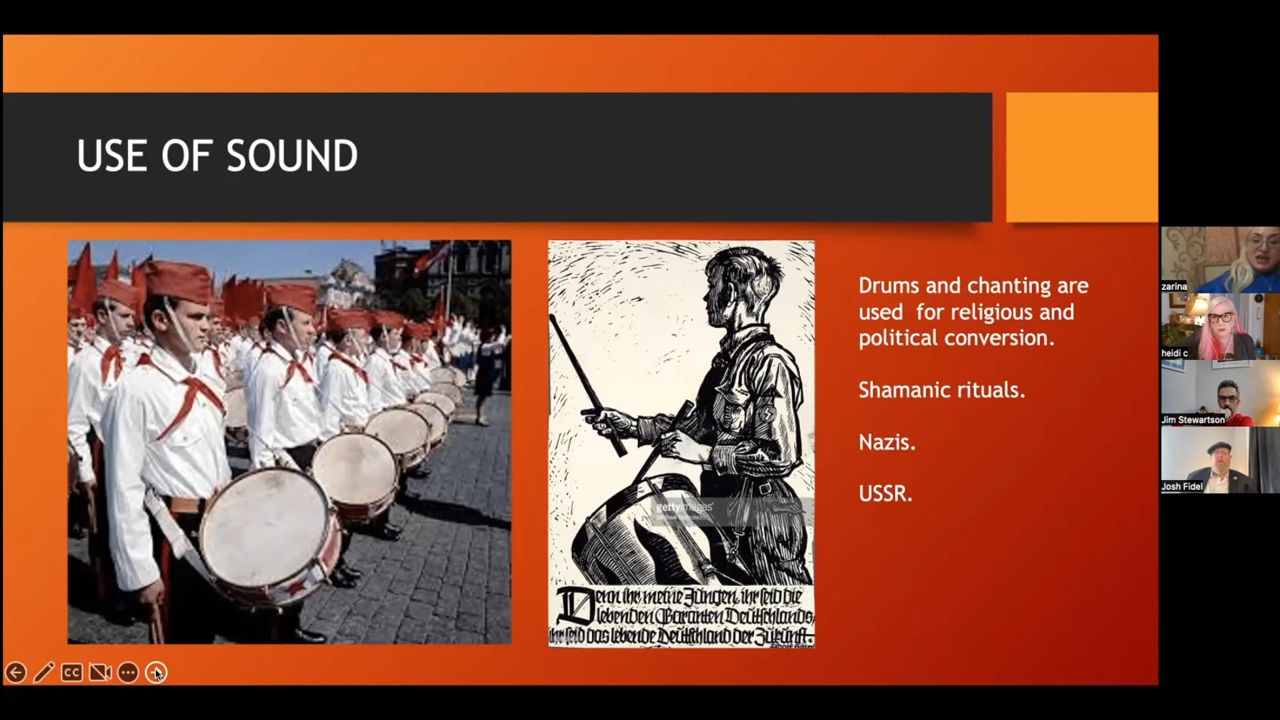 USE OF SOUND
Drums and chanting are
used for religious and
political conversion.
Shamanic rituals.
Nazis.
USSR.
gettyimages
Denn ihr meine Jungen, ihr seid die
lebenden Garanten Deutschlands,
ihr seid das lebende Deutschland der Zukunft.
zarina
heidi c
Jim Stewartson
Josh Fidel
CC